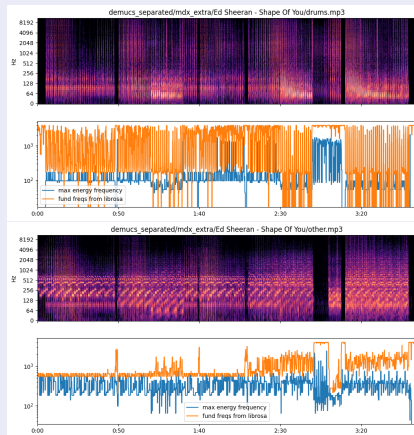 demucs_separated/mdx_extra/Ed Sheeran - Shape Of You/drums.mp3
8192
4096
2048
1024
512
256
128
64
0
Hz
10³
10²
max energy frequency
fund freqs from librosa
0:00 0:50 1:40 2:30 3:20
demucs_separated/mdx_extra/Ed Sheeran - Shape Of You/other.mp3
8192
4096
2048
1024
512
256
128
64
0
Hz
10³
10²
max energy frequency
fund freqs from librosa
0:00 0:50 1:40 2:30 3:20